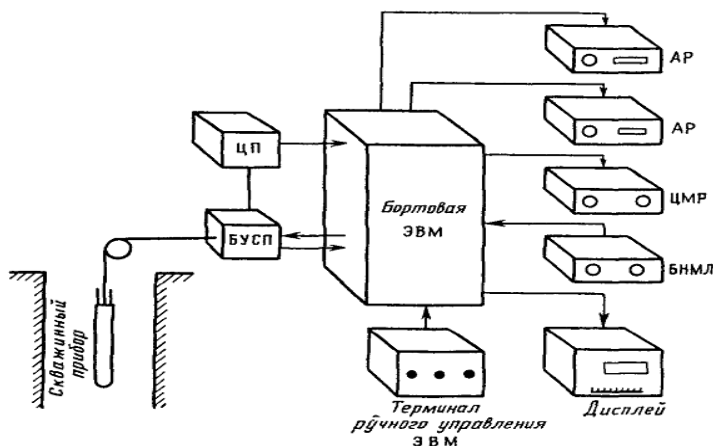 АР
АР
ЦП
ЦМР
Бортовая
ЭВМ
БУСП
БНМЛ
Скважинный
прибор
Терминал
ручного управления
ЭВМ
Дисплей